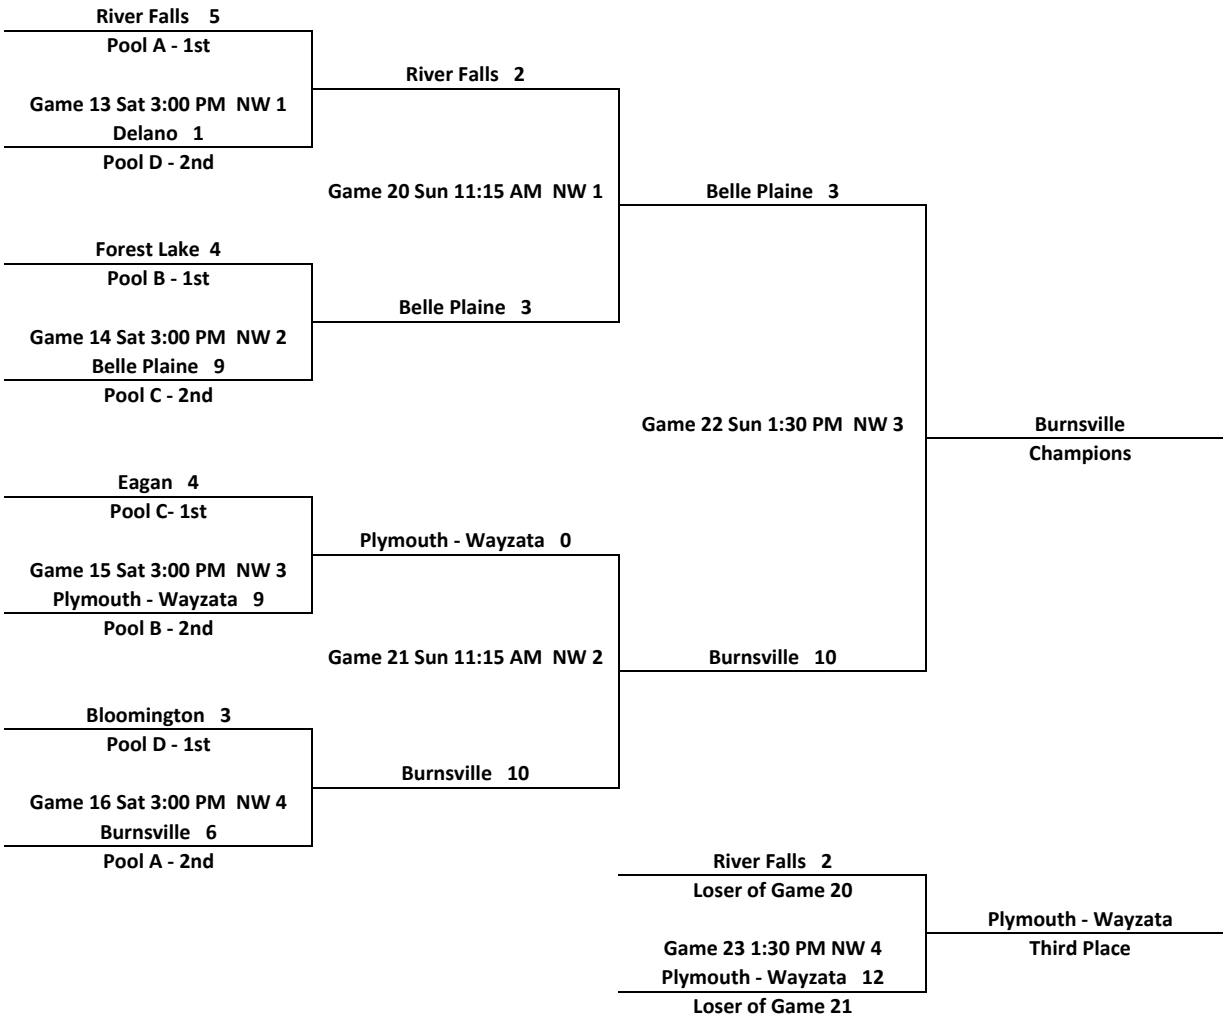 River Falls 5
Pool A - 1st
River Falls 2
Game 13 Sat 3:00 PM NW 1
Delano 1
Pool D - 2nd
Game 20 Sun 11:15 AM NW 1
Belle Plaine 3
Forest Lake 4
Pool B - 1st
Belle Plaine 3
Game 14 Sat 3:00 PM NW 2
Belle Plaine 9
Pool C - 2nd
Game 22 Sun 1:30 PM NW 3
Burnsville
Champions
Eagan 4
Pool C- 1st
Plymouth - Wayzata 0
Game 15 Sat 3:00 PM NW 3
Plymouth - Wayzata 9
Pool B - 2nd
Game 21 Sun 11:15 AM NW 2
Burnsville 10
Bloomington 3
Pool D - 1st
Burnsville 10
Game 16 Sat 3:00 PM NW 4
Burnsville 6
Pool A - 2nd
River Falls 2
Loser of Game 20
Plymouth - Wayzata
Third Place
Game 23 1:30 PM NW 4
Plymouth - Wayzata 12
Loser of Game 21